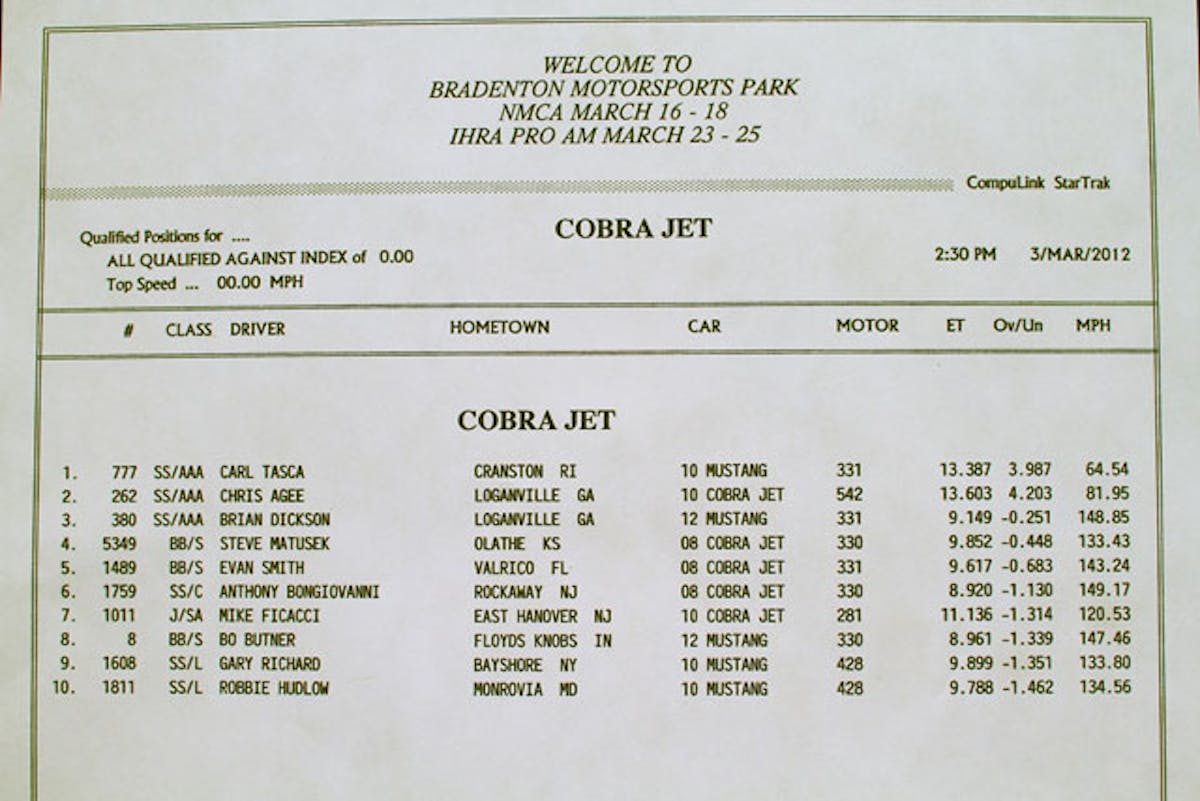 WELCOME TO
BRADENTON MOTORSPORTS PARK
NMCA MARCH 16 - 18
IHRA PRO AM MARCH 23 - 25
CompuLink StarTrak
Qualified Positions for ....
COBRA JET
ALL QUALIFIED AGAINST INDEX of 0.00
2:30 PM 3/MAR/2012
Top Speed ... 00.00 MPH
# CLASS DRIVER HOMETOWN CAR MOTOR ET Ov/Un MPH
COBRA JET
1. 777 SS/AAA CARL TASCA CRANSTON RI 10 MUSTANG 331 13.387 3.987 64.54
2. 262 SS/AAA CHRIS AGEE LOGANVILLE GA 10 COBRA JET 542 13.603 4.203 81.95
3. 380 SS/AAA BRIAN DICKSON LOGANVILLE GA 12 MUSTANG 331 9.149 -0.251 148.85
4. 5349 BB/S STEVE MATUSEK OLATHE KS 08 COBRA JET 330 9.852 -0.448 133.43
5. 1489 BB/S EVAN SMITH VALRICO FL 08 COBRA JET 331 9.617 -0.683 143.24
6. 1759 SS/C ANTHONY BONGIOVANNI ROCKAWAY NJ 08 COBRA JET 330 8.920 -1.130 149.17
7. 1011 J/SA MIKE FICACCI EAST HANOVER NJ 10 COBRA JET 281 11.136 -1.314 120.53
8. 8 BB/S BO BUTNER FLOYDS KNOBS IN 12 MUSTANG 330 8.961 -1.339 147.46
9. 1608 SS/L GARY RICHARD BAYSHORE NY 10 MUSTANG 428 9.899 -1.351 133.80
10. 1811 SS/L ROBBIE HUDLOW MONROVIA MD 10 MUSTANG 428 9.788 -1.462 134.56